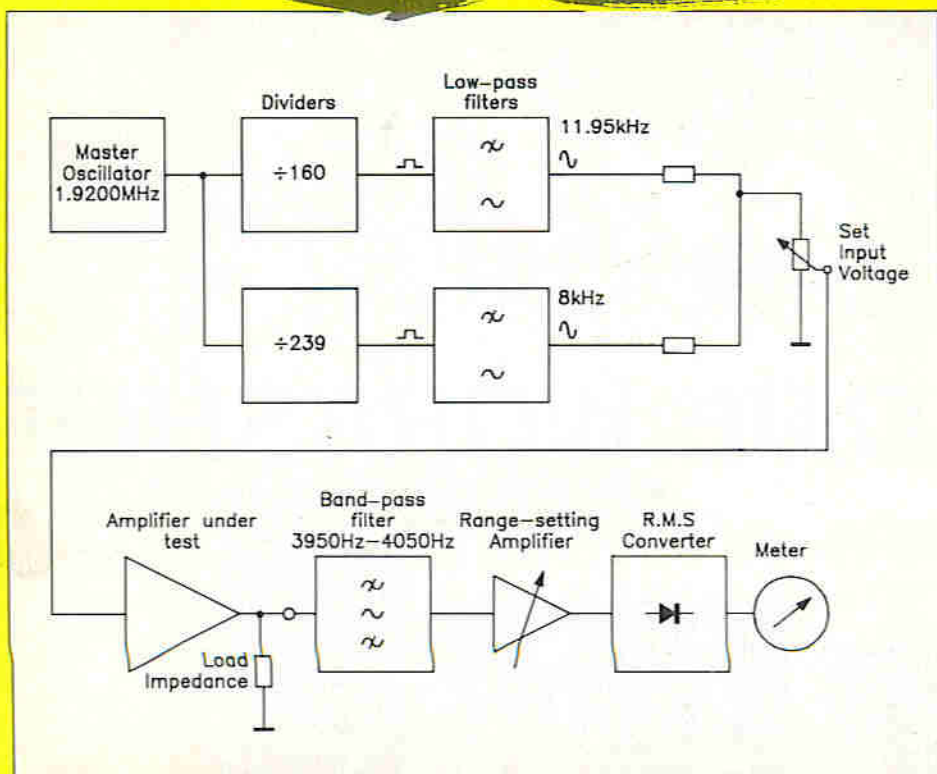 Dividers
Low-pass
filters
Master
Oscillator
1.9200MHz
÷160
11.95kHz
Set
Input
Voltage
÷239
8kHz
Amplifier under
test
Band-pass
filter
3950Hz-4050Hz
Range-setting
Amplifier
R.M.S
Converter
Meter
Load
Impedance